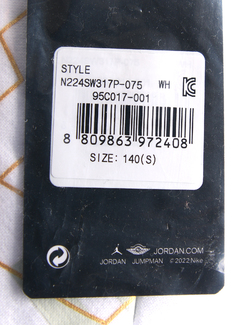 STYLE
N224SW317P-075 WH
95C017-001
8 809863 972408
SIZE: 140(S)
JORDAN.COM
JORDAN JUMPMAN © 2022 Nike